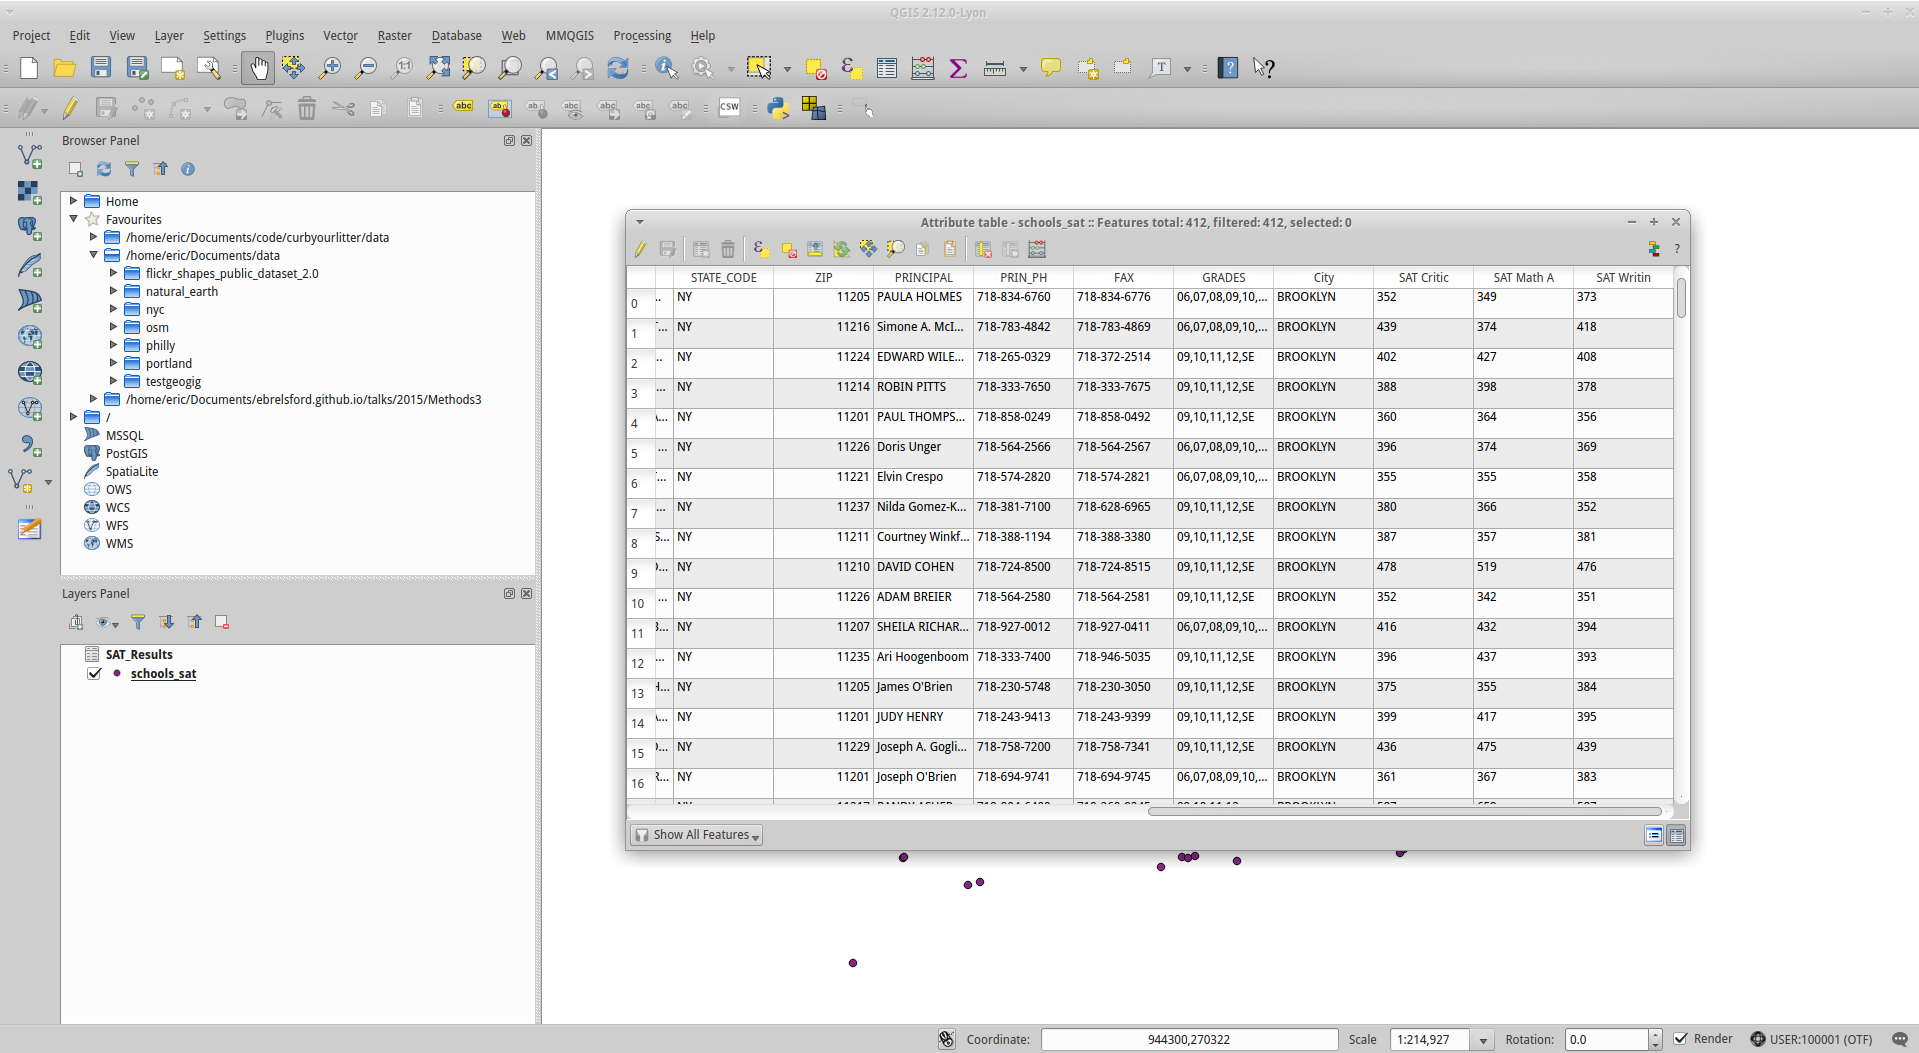 QGIS 2.12.0-Lyon
Project Edit View Layer Settings Plugins Vector Raster Database Web MMQGIS Processing Help
abc
CSW
Browser Panel
Home
Favourites
/home/eric/Documents/code/curbyourlitter/data
/home/eric/Documents/data
flickr_shapes_public_dataset_2.0
natural_earth
nyc
osm
philly
portland
testgeogig
/home/eric/Documents/ebrelsford.github.io/talks/2015/Methods3
/
MSSQL
PostGIS
SpatiaLite
OWS
WCS
WFS
WMS
Layers Panel
SAT_Results
schools_sat
Attribute table - schools_sat :: Features total: 412, filtered: 412, selected: 0
STATE_CODE ZIP PRINCIPAL PRIN_PH FAX GRADES City SAT Critic SAT Math A SAT Writin
0 NY 11205 PAULA HOLMES 718-834-6760 718-834-6776 06,07,08,09,10,... BROOKLYN 352 349 373
1 NY 11216 Simone A. McI... 718-783-4842 718-783-4869 06,07,08,09,10,... BROOKLYN 439 374 418
2 NY 11224 EDWARD WILE... 718-265-0329 718-372-2514 09,10,11,12,SE BROOKLYN 402 427 408
3 NY 11214 ROBIN PITTS 718-333-7650 718-333-7675 09,10,11,12,SE BROOKLYN 388 398 378
4 NY 11201 PAUL THOMPS... 718-858-0249 718-858-0492 09,10,11,12,SE BROOKLYN 360 364 356
5 NY 11226 Doris Unger 718-564-2566 718-564-2567 06,07,08,09,10,... BROOKLYN 396 374 369
6 NY 11221 Elvin Crespo 718-574-2820 718-574-2821 06,07,08,09,10,... BROOKLYN 355 355 358
7 NY 11237 Nilda Gomez-K... 718-381-7100 718-628-6965 09,10,11,12,SE BROOKLYN 380 366 352
8 NY 11211 Courtney Winkf... 718-388-1194 718-388-3380 09,10,11,12,SE BROOKLYN 387 357 381
9 NY 11210 DAVID COHEN 718-724-8500 718-724-8515 09,10,11,12,SE BROOKLYN 478 519 476
10 NY 11226 ADAM BREIER 718-564-2580 718-564-2581 09,10,11,12,SE BROOKLYN 352 342 351
11 NY 11207 SHEILA RICHAR... 718-927-0012 718-927-0411 06,07,08,09,10,... BROOKLYN 416 432 394
12 NY 11235 Ari Hoogenboom 718-333-7400 718-946-5035 09,10,11,12,SE BROOKLYN 396 437 393
13 NY 11205 James O'Brien 718-230-5748 718-230-3050 09,10,11,12,SE BROOKLYN 375 355 384
14 NY 11201 JUDY HENRY 718-243-9413 718-243-9399 09,10,11,12,SE BROOKLYN 399 417 395
15 NY 11229 Joseph A. Gogli... 718-758-7200 718-758-7341 09,10,11,12,SE BROOKLYN 436 475 439
16 NY 11201 Joseph O'Brien 718-694-9741 718-694-9745 06,07,08,09,10,... BROOKLYN 361 367 383
Show All Features
Coordinate: 944300,270322 Scale 1:214,927 Rotation: 0.0 Render USER:100001 (OTF)